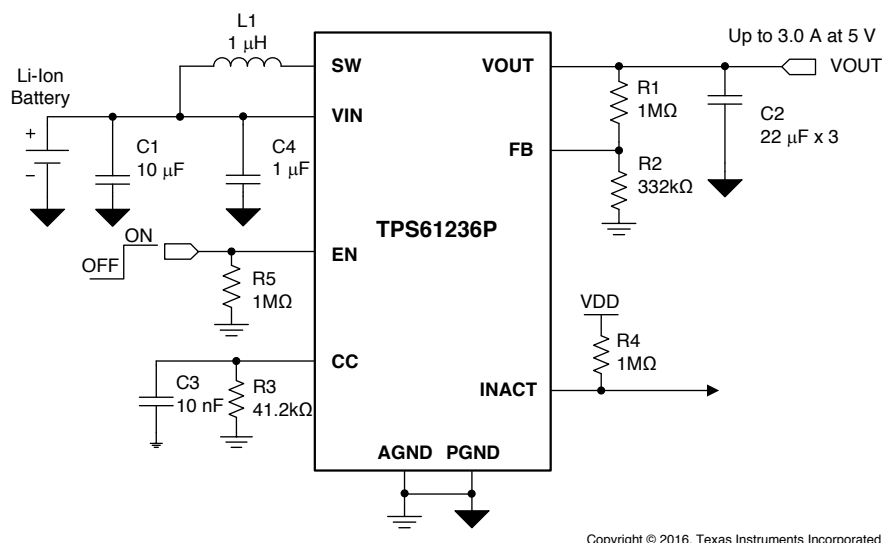 L1
1 μH
Li-Ion
Battery
+
−
C1
10 μF
C4
1 μF
SW
VIN
EN
CC
VOUT
FB
INACT
AGND
PGND
TPS61236P
Up to 3.0 A at 5 V
VOUT
R1
1MΩ
C2
22 μF x 3
R2
332kΩ
ON
OFF
R5
1MΩ
VDD
R4
1MΩ
C3
10 nF
R3
41.2kΩ
Copyright © 2016, Texas Instruments Incorporated